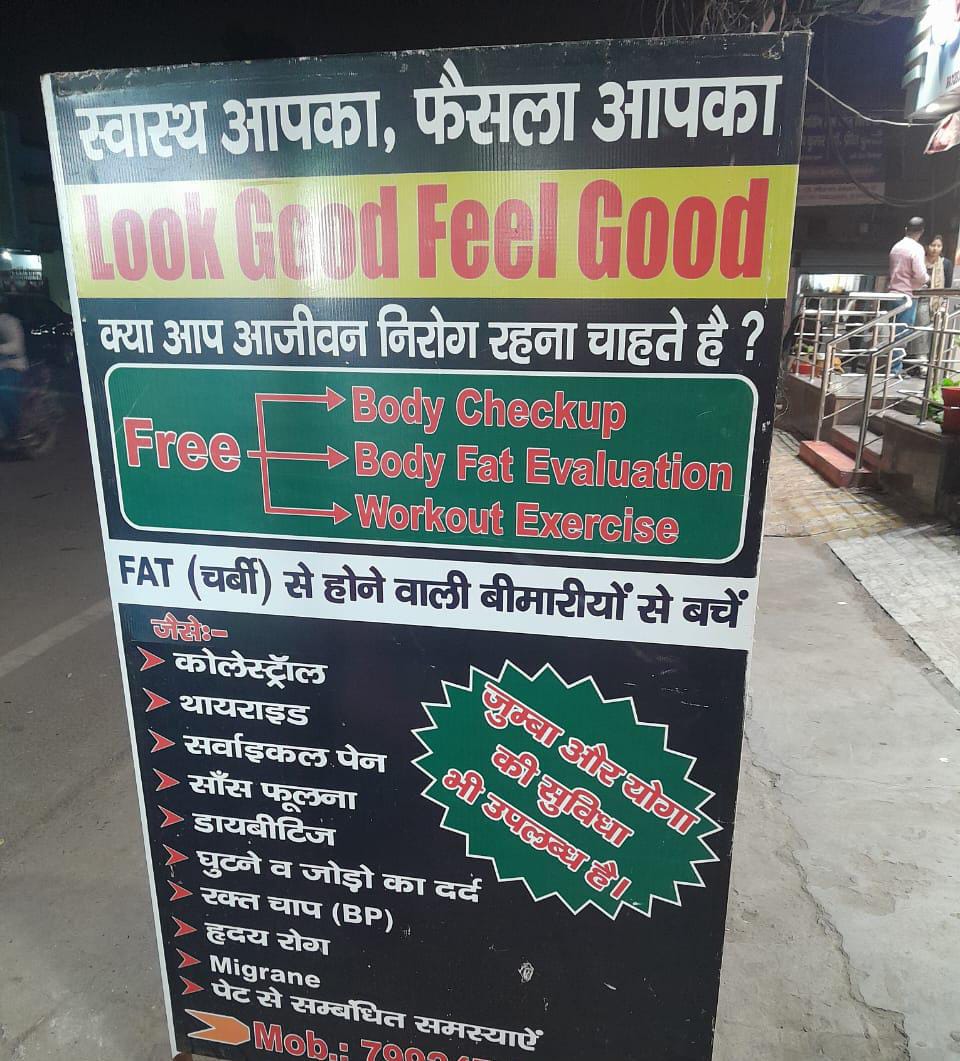 स्वास्थ आपका, फैसला आपका
Look Good Feel Good
क्या आप आजीवन निरोग रहना चाहते है ?
Free
Body Checkup
Body Fat Evaluation
Workout Exercise
FAT (चर्बी) से होने वाली बीमारीयों से बचें
जैसेः-
कोलेस्ट्रॉल
थायराइड
सर्वाइकल पेन
साँस फूलना
डायबीटिज
घुटने व जोड़ो का दर्द
रक्त चाप (BP)
हृदय रोग
Migrane
पेट से सम्बंधित समस्याऐं
जुम्बा और योगा
की सुविधा
भी उपलब्ध है।
Mob.: